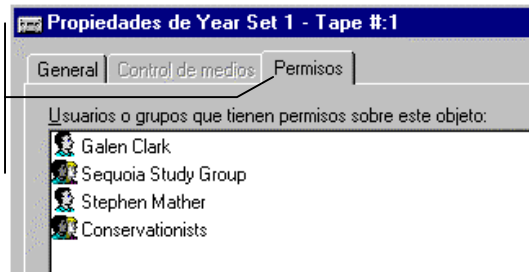 Propiedades de Year Set 1 - Tape #:1
General Control de medios Permisos
Usuarios o grupos que tienen permisos sobre este objeto:
Galen Clark
Sequoia Study Group
Stephen Mather
Conservationists